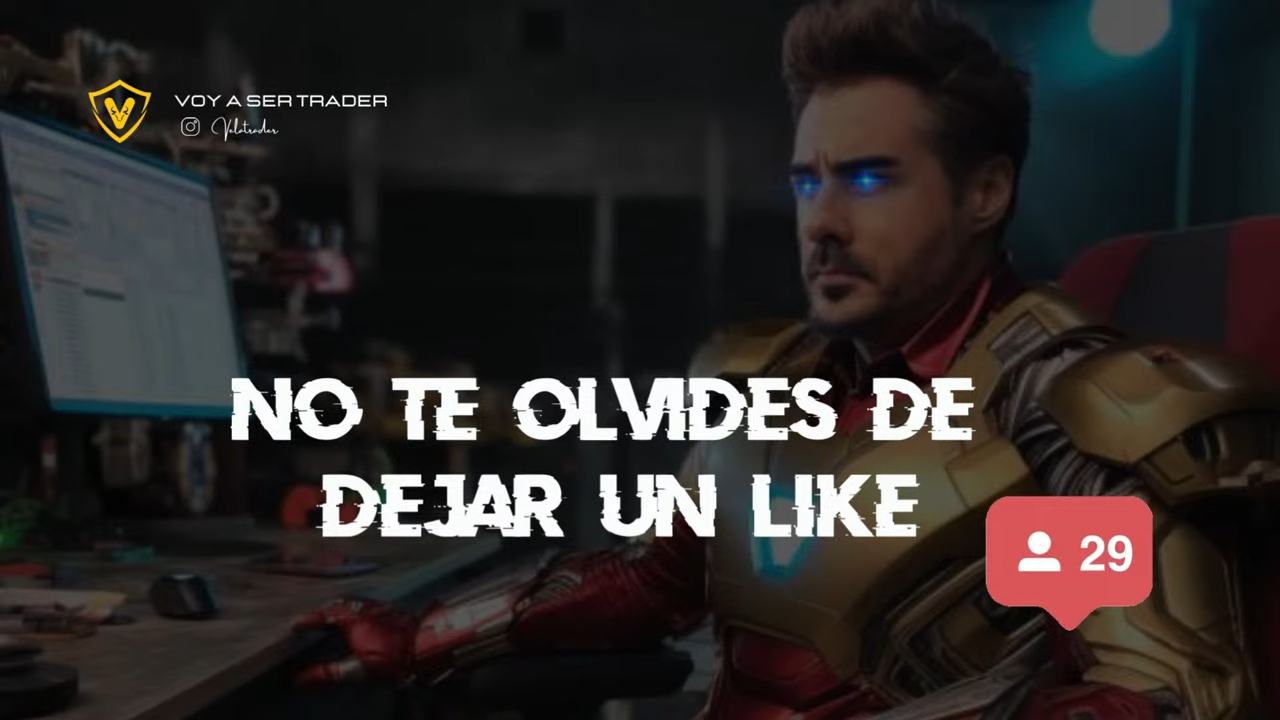 VOY A SER TRADER
Velatrader
NO TE OLVIDES DE
DEJAR UN LIKE
29